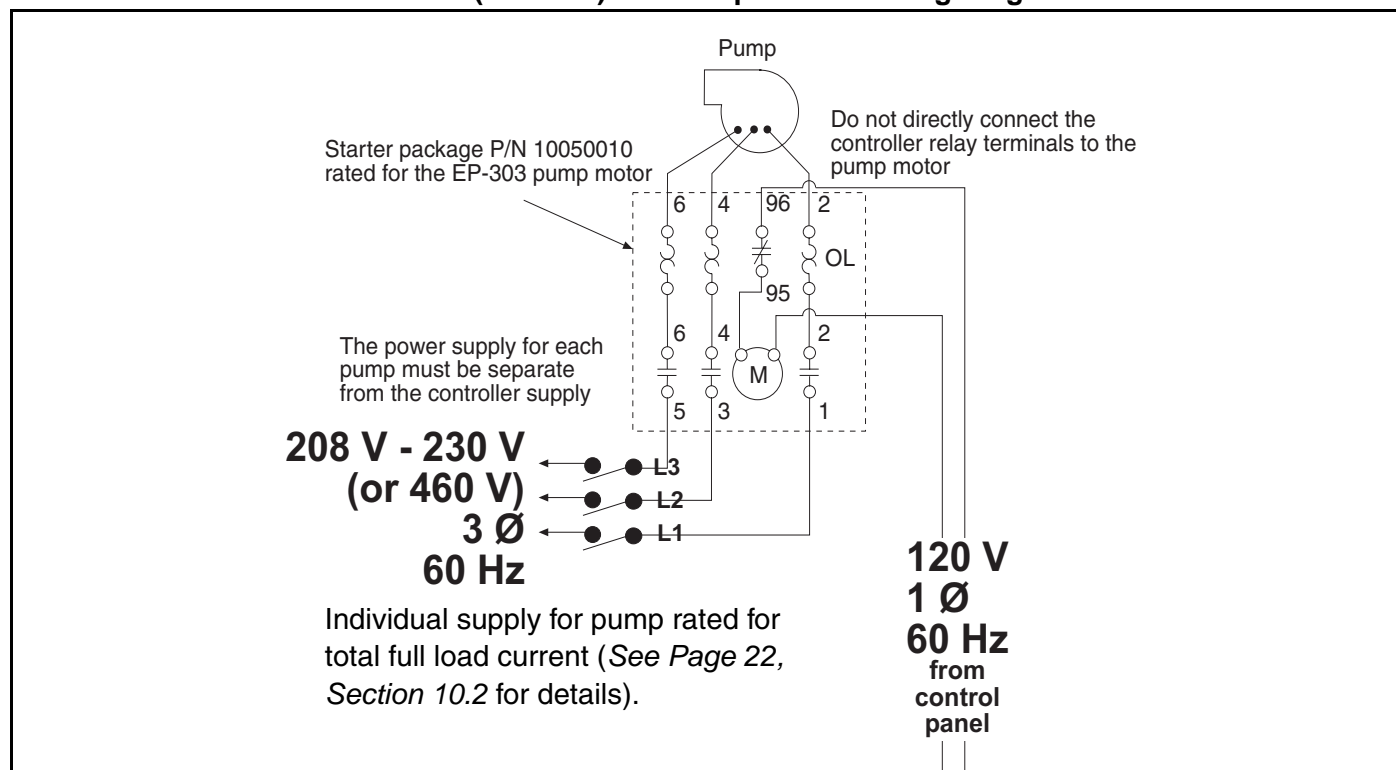 Pump
Do not directly connect the
controller relay terminals to the
pump motor
Starter package P/N 10050010
rated for the EP-303 pump motor
6 4 96 2
OL
95
6 4 2
M
The power supply for each
pump must be separate
from the controller supply
5 3 1
208 V - 230 V
(or 460 V)
3 Ø
60 Hz
L3
L2
L1
120 V
1 Ø
60 Hz
from
control
panel
Individual supply for pump rated for
total full load current (See Page 22,
Section 10.2 for details).